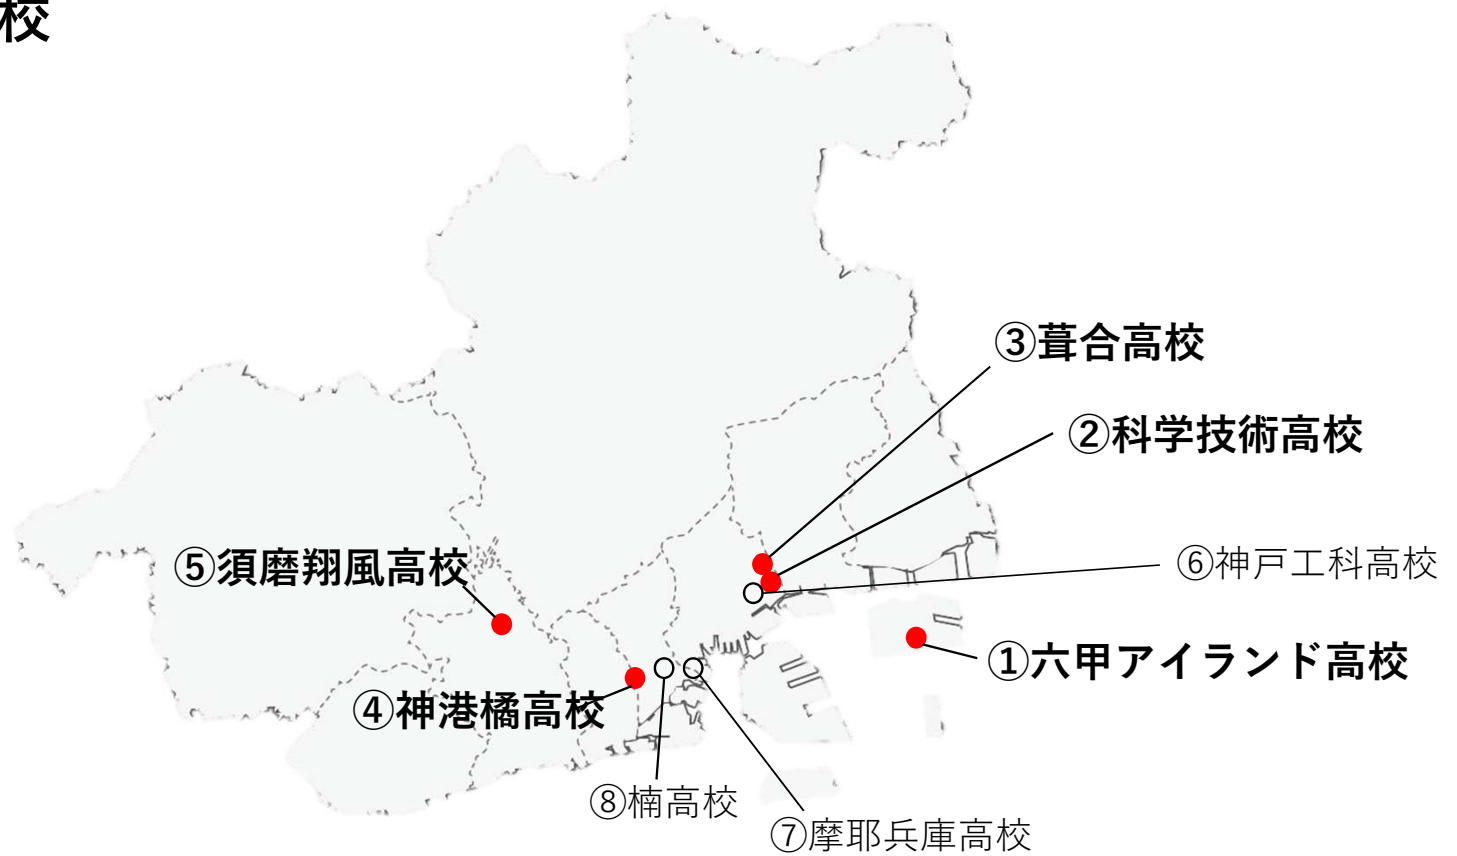 校
③葺合高校
②科学技術高校
⑤須磨翔風高校
⑥神戸工科高校
①六甲アイランド高校
④神港橘高校
⑧楠高校
⑦摩耶兵庫高校